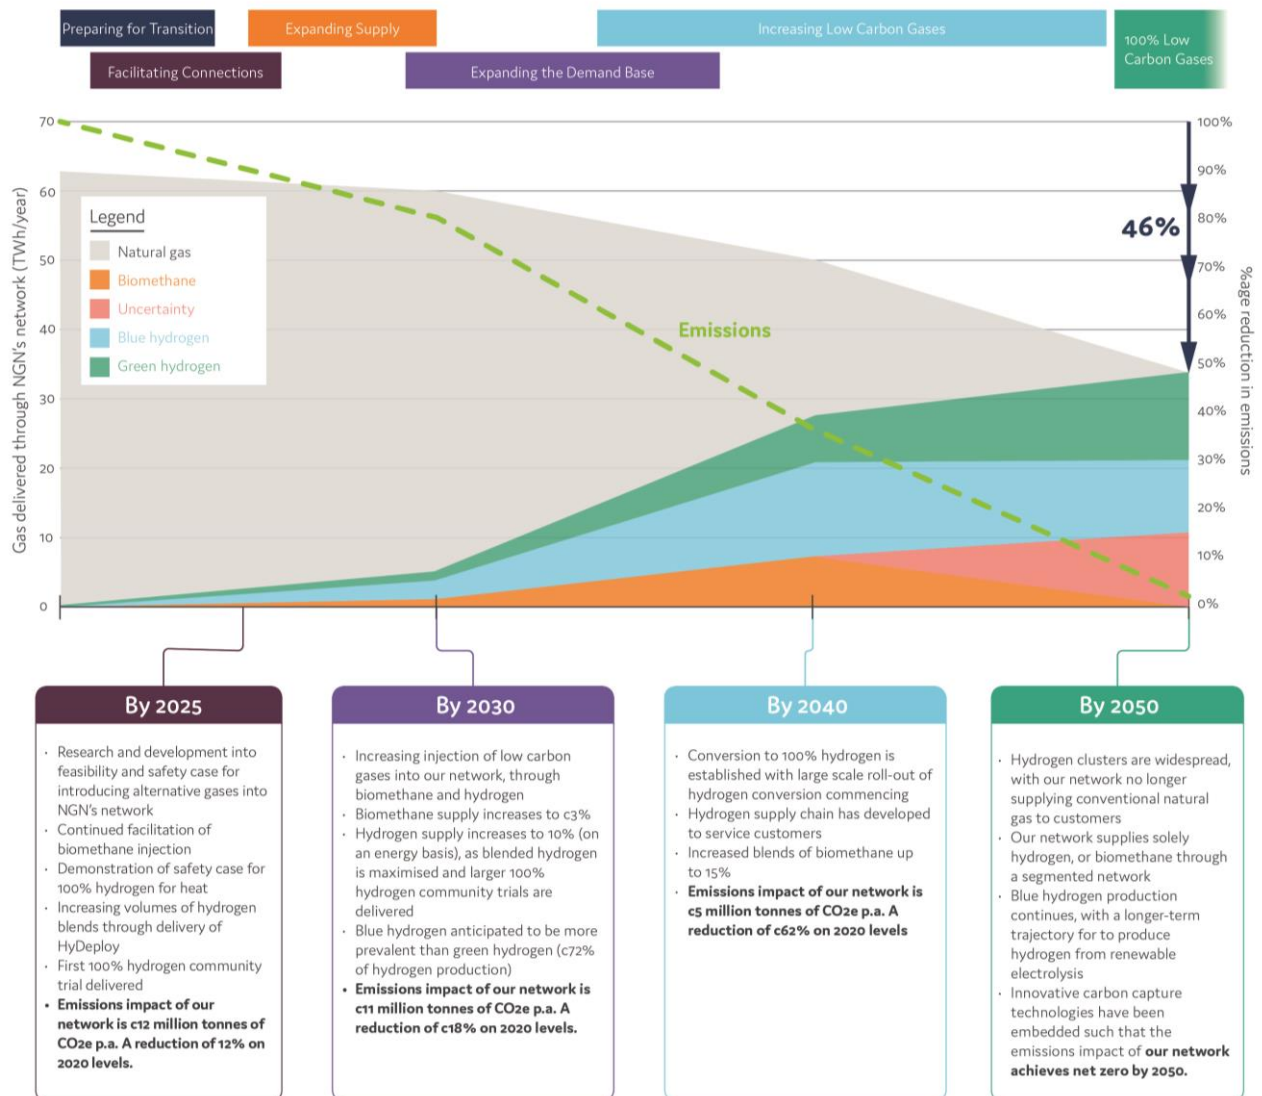 Preparing for Transition
Expanding Supply
Increasing Low Carbon Gases
100% Low
Carbon Gases
Facilitating Connections
Expanding the Demand Base
Gas delivered through NGN's network (TWh/year)
70
60
50
40
30
20
10
0
Legend
Natural gas
Biomethane
Uncertainty
Blue hydrogen
Green hydrogen
Emissions
46%
100%
90%
80%
70%
60%
50%
40%
30%
20%
10%
0%
%age reduction in emissions
By 2025
· Research and development into
feasibility and safety case for
introducing alternative gases into
NGN's network
· Continued facilitation of
biomethane injection
· Demonstration of safety case for
100% hydrogen for heat
· Increasing volumes of hydrogen
blends through delivery of
HyDeploy
· First 100% hydrogen community
trial delivered
· Emissions impact of our
network is c12 million tonnes of
CO2e p.a. A reduction of 12% on
2020 levels.
By 2030
· Increasing injection of low carbon
gases into our network, through
biomethane and hydrogen
· Biomethane supply increases to c3%
· Hydrogen supply increases to 10% (on
an energy basis), as blended hydrogen
is maximised and larger 100%
hydrogen community trials are
delivered
· Blue hydrogen anticipated to be more
prevalent than green hydrogen (c72%
of hydrogen production)
· Emissions impact of our network is
c11 million tonnes of CO2e p.a. A
reduction of c18% on 2020 levels.
By 2040
· Conversion to 100% hydrogen is
established with large scale roll-out of
hydrogen conversion commencing
· Hydrogen supply chain has developed
to service customers
· Increased blends of biomethane up
to 15%
· Emissions impact of our network is
c5 million tonnes of CO2e p.a. A
reduction of c62% on 2020 levels
By 2050
· Hydrogen clusters are widespread,
with our network no longer
supplying conventional natural
gas to customers
· Our network supplies solely
hydrogen, or biomethane through
a segmented network
· Blue hydrogen production
continues, with a longer-term
trajectory for to produce
hydrogen from renewable
electrolysis
· Innovative carbon capture
technologies have been
embedded such that the
emissions impact of our network
achieves net zero by 2050.